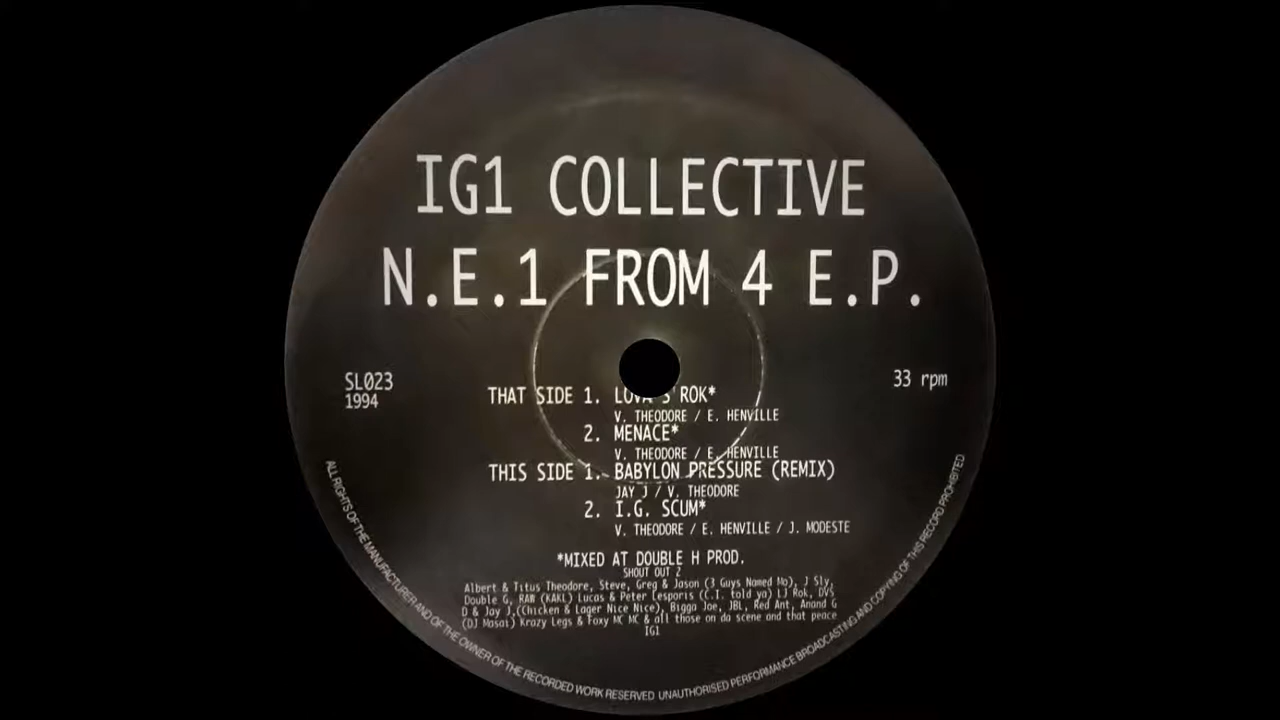 IG1 COLLECTIVE
N.E.1 FROM 4 E.P.
SL023
1994
33 rpm
THAT SIDE 1. LOVA'S ROK*
V. THEODORE / E. HENVILLE
2. MENACE*
V. THEODORE / E. HENVILLE
THIS SIDE 1. BABYLON PRESSURE (REMIX)
JAY J / V. THEODORE
2. I.G. SCUM*
V. THEODORE / E. HENVILLE / J. MODESTE
*MIXED AT DOUBLE H PROD.
SHOUT OUT 2
Albert & Titus Theodore, Steve, Greg & Jason (3 Guys Named Mo), J Sly,
Double G, RAW (KAKL) Lucas & Peter Lesporis (C.I. told ya) LJ Rok, DVS
D & Jay J,(Chicken & Lager Nice Nice), Bigga Joe, JBL, Red Ant, Anand G
(DJ Masai) Krazy Legs & Foxy MC MC & all those on da scene and that peace
IG1
ALL RIGHTS OF THE MANUFACTURER AND OF THE OWNER OF THE RECORDED WORK RESERVED UNAUTHORISED PERFORMANCE BROADCASTING AND COPYING OF THIS RECORD PROHIBITED